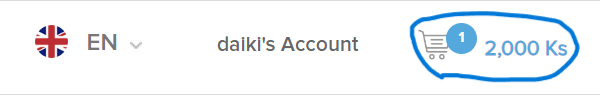 EN daiki's Account 1 2,000 Ks